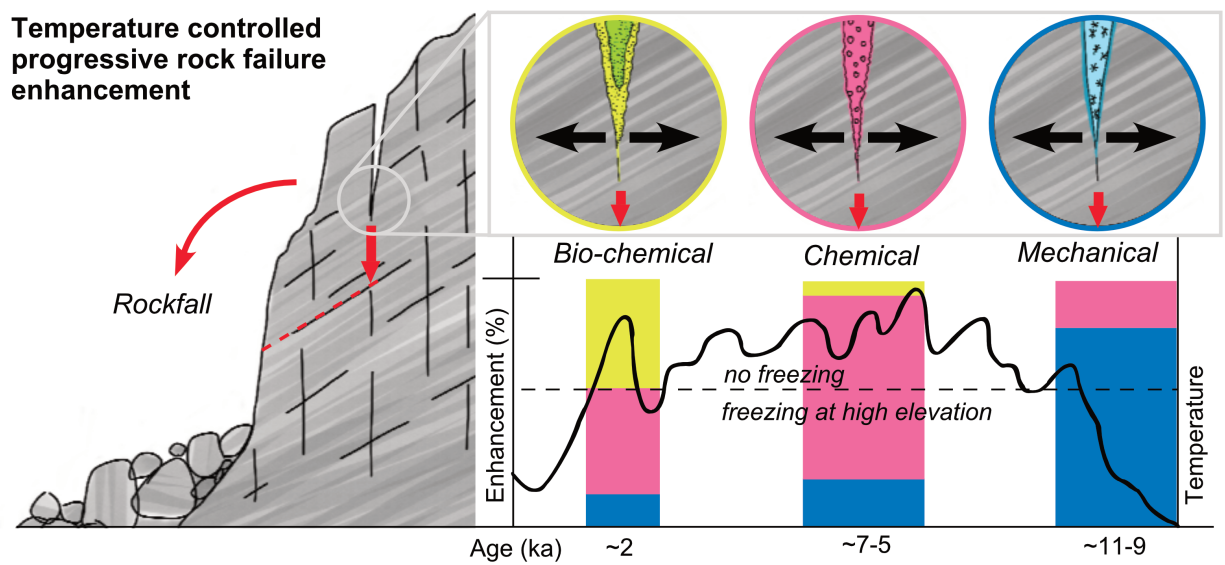 Temperature controlled
progressive rock failure
enhancement
Rockfall
Bio-chemical
Chemical
Mechanical
Enhancement (%)
no freezing
freezing at high elevation
Temperature
Age (ka)
~2
~7-5
~11-9